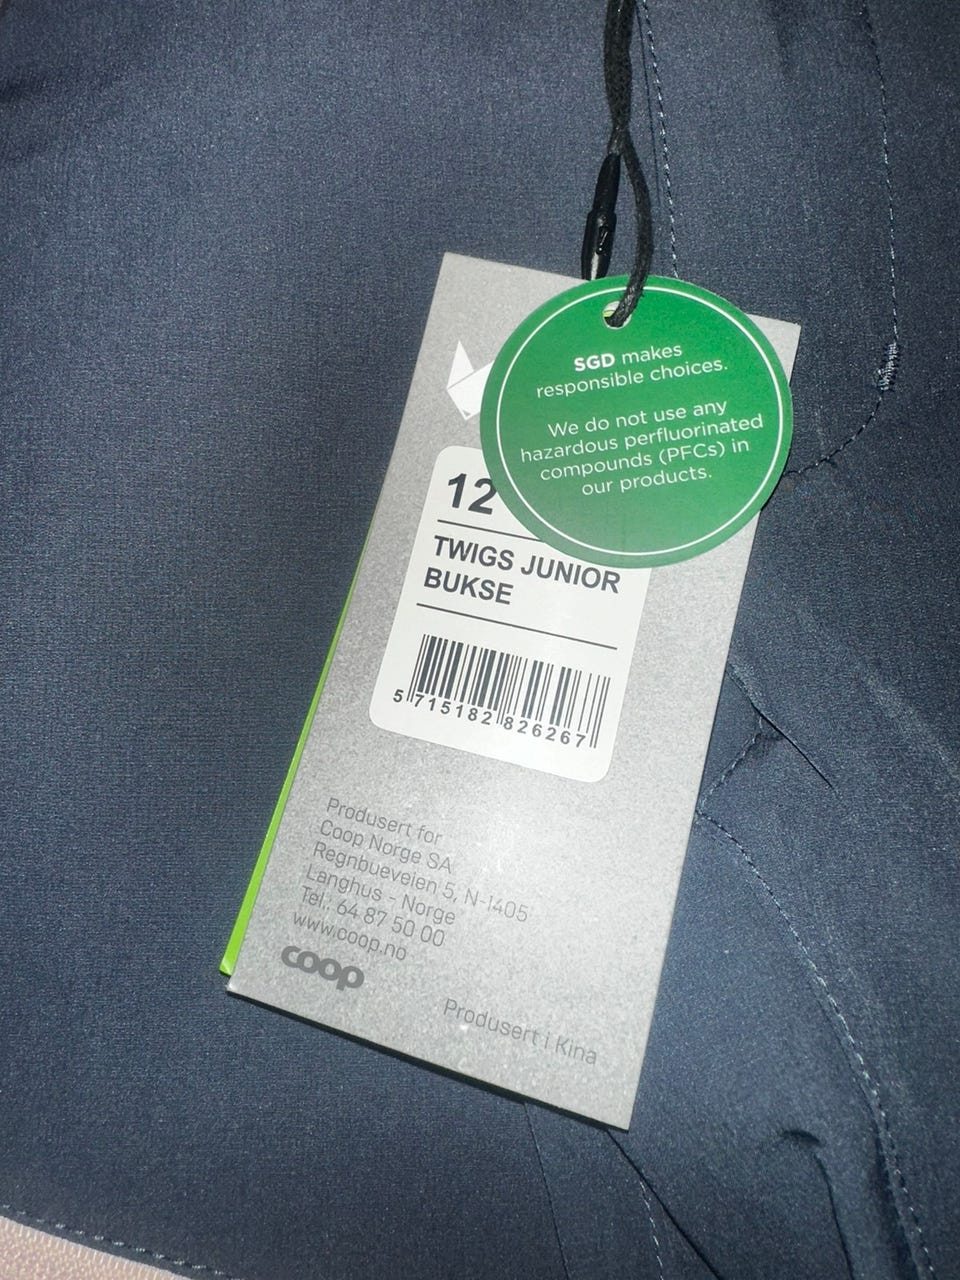 SGD makes
responsible choices.
We do not use any
hazardous perfluorinated
compounds (PFCs) in
our products.
12
TWIGS JUNIOR
BUKSE
5 715182 826267
Produsert for
Coop Norge SA
Regnbueveien 5, N-1405
Langhus - Norge
Tel.: 64 87 50 00
www.coop.no
coop
Produsert i Kina